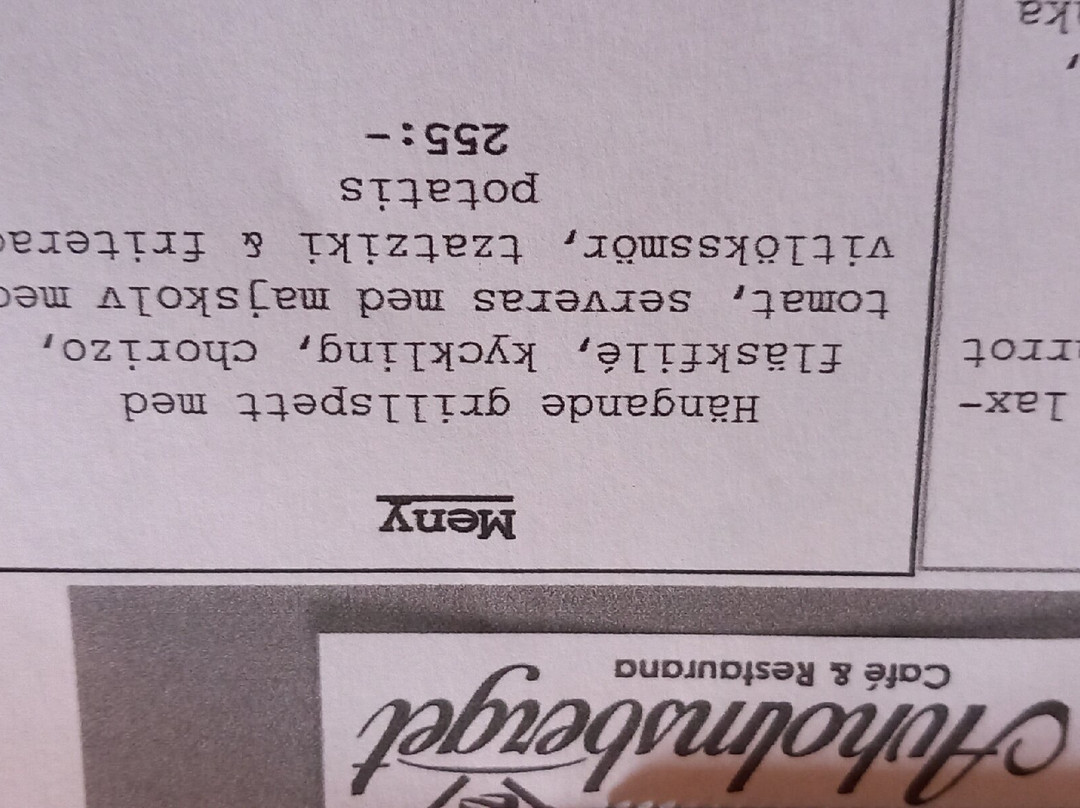 Avholmsberget
Café & Restaurang
Meny
Hängande grillspett med
fläskfilé, kyckling, chorizo,
tomat, serveras med majskolv med
vitlökssmör, tzatziki &
potatis
255:-
lax-